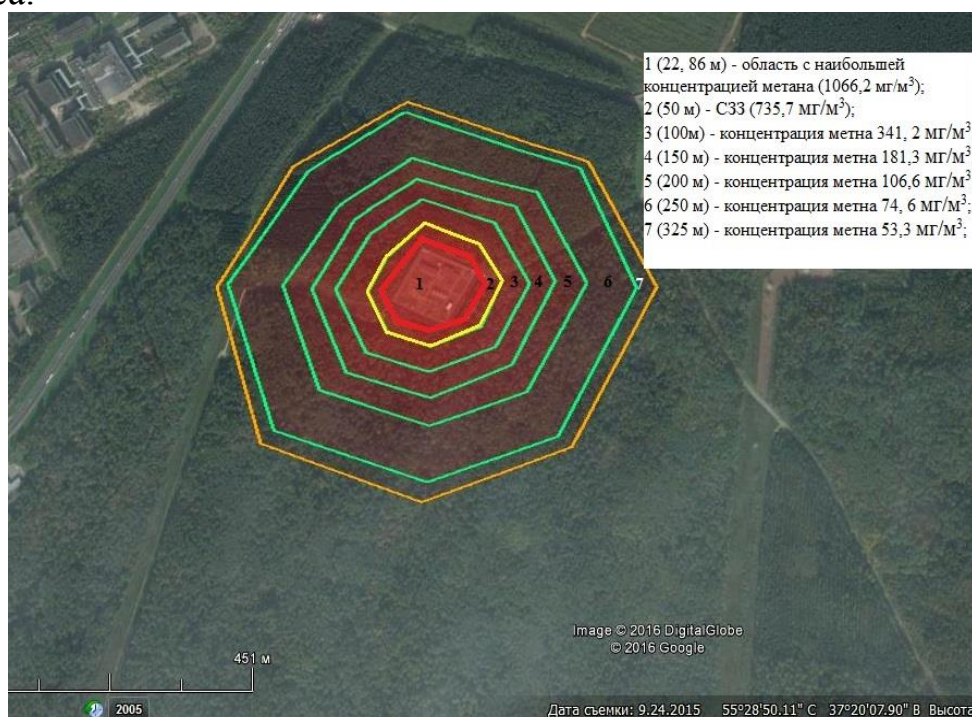 1 (22, 86 м) - область с наибольшей
концентрацией метана (1066,2 мг/м³);
2 (50 м) - СЗЗ (735,7 МГ/М³);
3 (100м) - концентрация метна 341, 2 МГ/М³
4 (150 м) - концентрация метна 181,3 МГ/М³
5 (200 м) - концентрация метна 106,6 МГ/М³
6 (250 м) - концентрация метна 74, 6 МГ/М³;
7 (325 м) - концентрация метна 53,3 МГ/М³;
1 2 3 4 5 6 7
Image © 2016 DigitalGlobe
© 2016 Google
451 м
2005
Дата съемки: 9.24.2015 55°28'50.11" С 37°20'07.90" В Высота